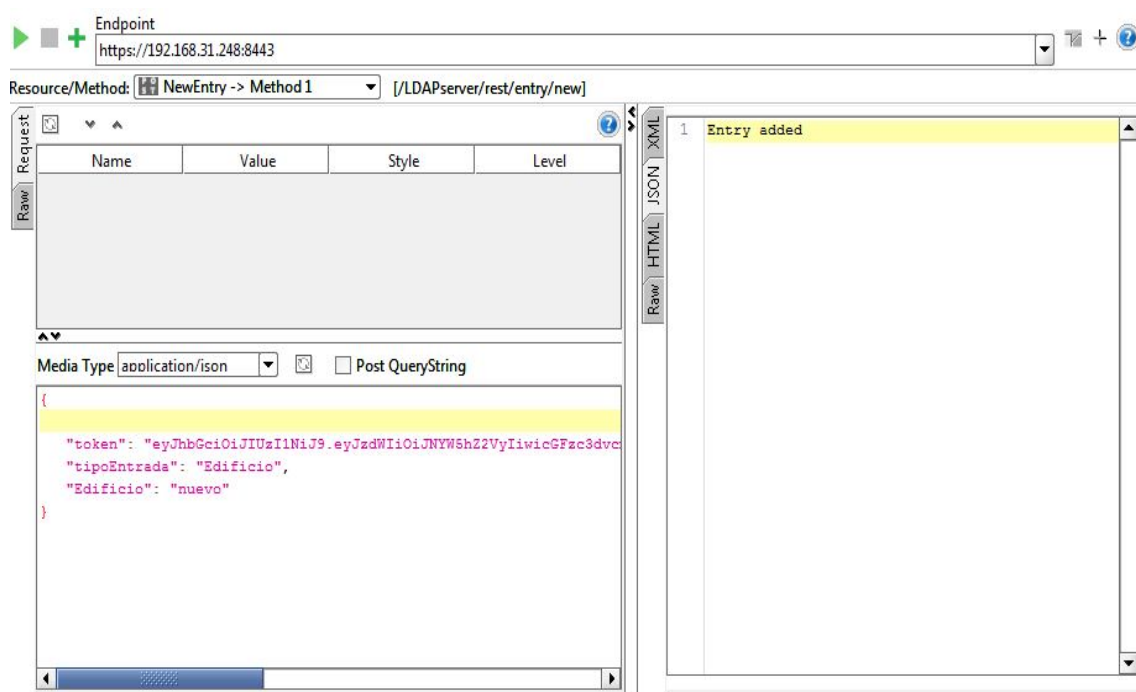 Endpoint
https://192.168.31.248:8443
Resource/Method: NewEntry -> Method 1 [/LDAPserver/rest/entry/new]
Request
Raw
Name Value Style Level
Media Type application/json Post QueryString
{
"token": "eyJhbGciOiJIUzI1NiJ9.eyJzdWIiOiJNYW5hZ2VyIiwicGFzc3dvc
"tipoEntrada": "Edificio",
"Edificio": "nuevo"
}
XML
JSON
HTML
Raw
1 Entry added